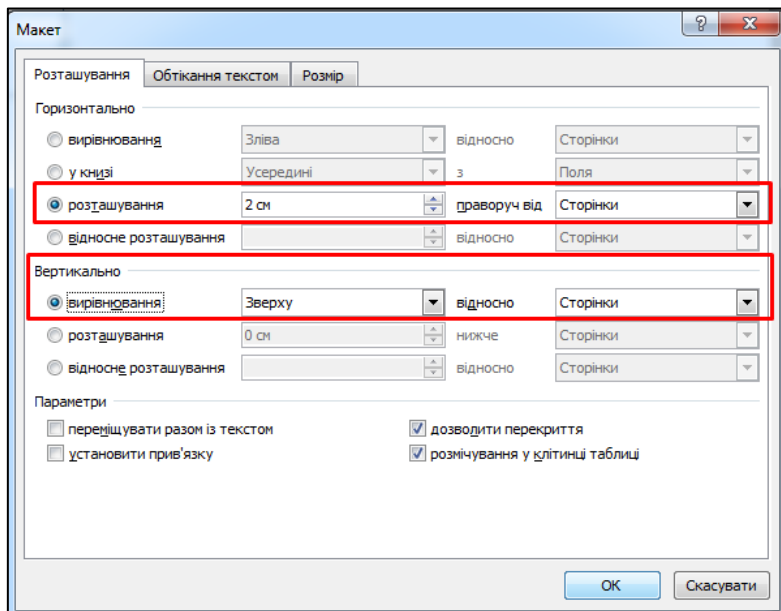 Макет
Розташування Обтікання текстом Розмір
Горизонтально
вирівнювання Зліва відносно Сторінки
у книзі Усередині з Поля
розташування 2 см праворуч від Сторінки
відносне розташування відносно Сторінки
Вертикально
вирівнювання Зверху відносно Сторінки
розташування 0 см нижче Сторінки
відносне розташування відносно Сторінки
Параметри
переміщувати разом із текстом дозволити перекриття
установити прив'язку розмічування у клітинці таблиці
ОК Скасувати